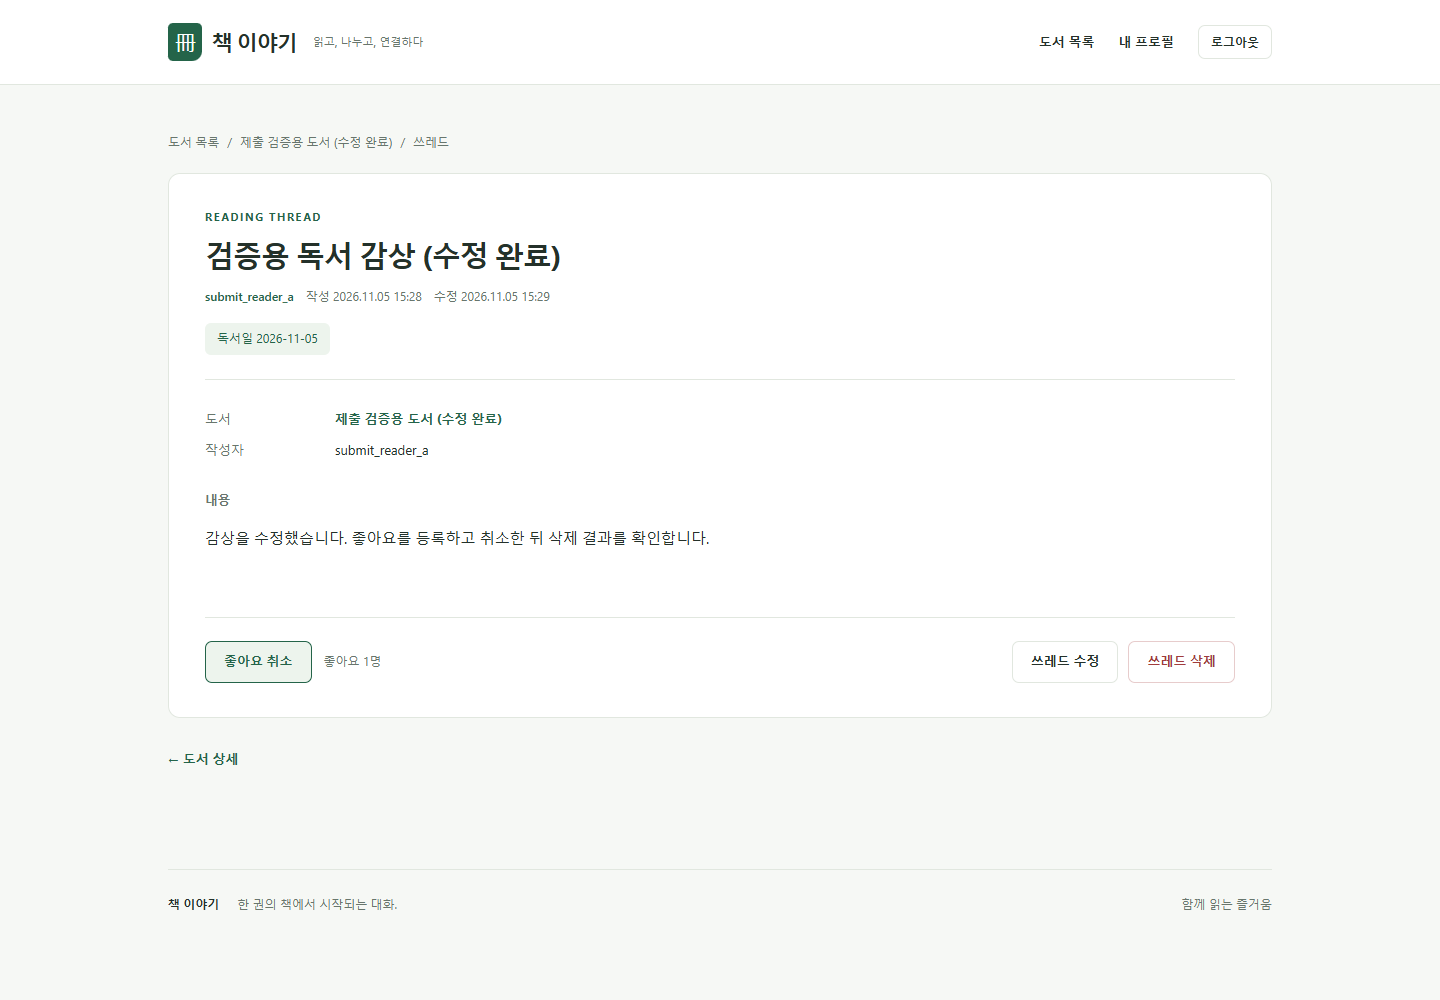 冊 책 이야기 읽고, 나누고, 연결하다 도서 목록 내 프로필 로그아웃
도서 목록 / 제출 검증용 도서 (수정 완료) / 쓰레드
READING THREAD
검증용 독서 감상 (수정 완료)
submit_reader_a 작성 2026.11.05 15:28 수정 2026.11.05 15:29
독서일 2026-11-05
도서 제출 검증용 도서 (수정 완료)
작성자 submit_reader_a
내용
감상을 수정했습니다. 좋아요를 등록하고 취소한 뒤 삭제 결과를 확인합니다.
좋아요 취소 좋아요 1명 쓰레드 수정 쓰레드 삭제
← 도서 상세
책 이야기 한 권의 책에서 시작되는 대화. 함께 읽는 즐거움